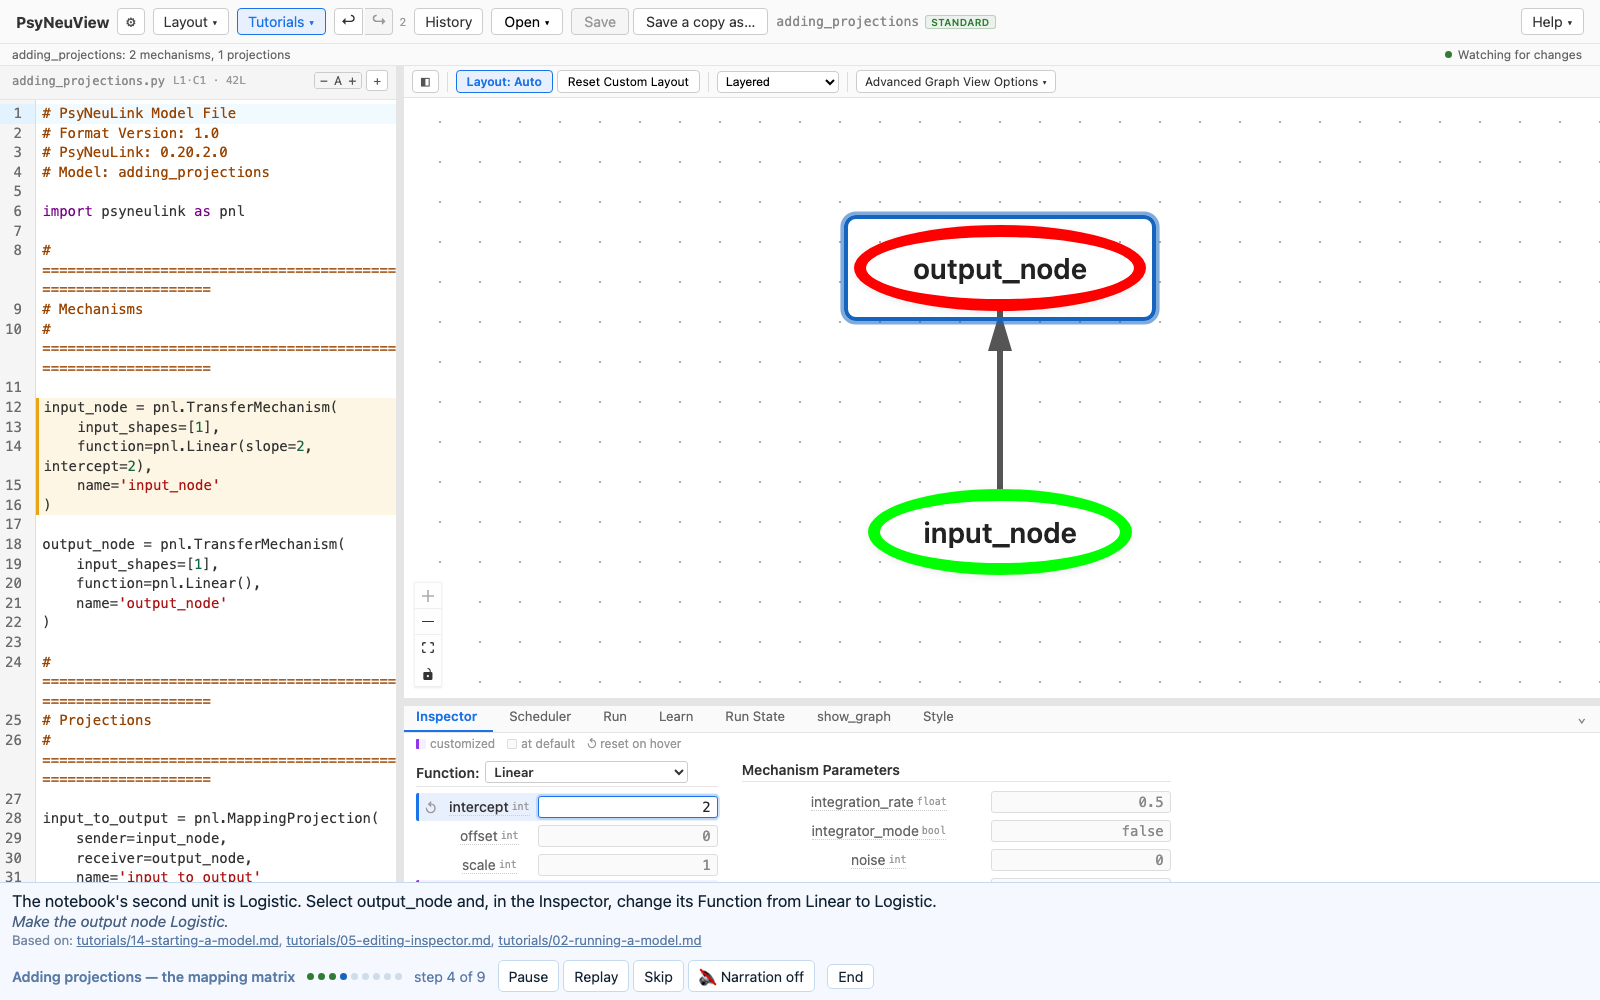 PsyNeuView ⚙ Layout ▾ Tutorials ▾ ↩ ↪ 2 History Open ▾ Save Save a copy as... adding_projections STANDARD Help ▾
adding_projections: 2 mechanisms, 1 projections Watching for changes
adding_projections.py L1·C1 · 42L − A + +
Layout: Auto Reset Custom Layout Layered Advanced Graph View Options ▾
1 # PsyNeuLink Model File
2 # Format Version: 1.0
3 # PsyNeuLink: 0.20.2.0
4 # Model: adding_projections
5
6 import psyneulink as pnl
7
8 #
==========================================
====================
9 # Mechanisms
10 #
==========================================
====================
11
12 input_node = pnl.TransferMechanism(
13 input_shapes=[1],
14 function=pnl.Linear(slope=2,
intercept=2),
15 name='input_node'
16 )
17
18 output_node = pnl.TransferMechanism(
19 input_shapes=[1],
20 function=pnl.Linear(),
21 name='output_node'
22 )
23
24 #
==========================================
====================
25 # Projections
26 #
==========================================
====================
27
28 input_to_output = pnl.MappingProjection(
29 sender=input_node,
30 receiver=output_node,
31 name='input_to_output'
output_node
input_node
Inspector Scheduler Run Learn Run State show_graph Style
customized at default reset on hover
Function: Linear
intercept int 2
offset int 0
scale int 1
Mechanism Parameters
integration_rate float 0.5
integrator_mode bool false
noise int 0
The notebook's second unit is Logistic. Select output_node and, in the Inspector, change its Function from Linear to Logistic.
Make the output node Logistic.
Based on: tutorials/14-starting-a-model.md, tutorials/05-editing-inspector.md, tutorials/02-running-a-model.md
Adding projections — the mapping matrix step 4 of 9 Pause Replay Skip Narration off End